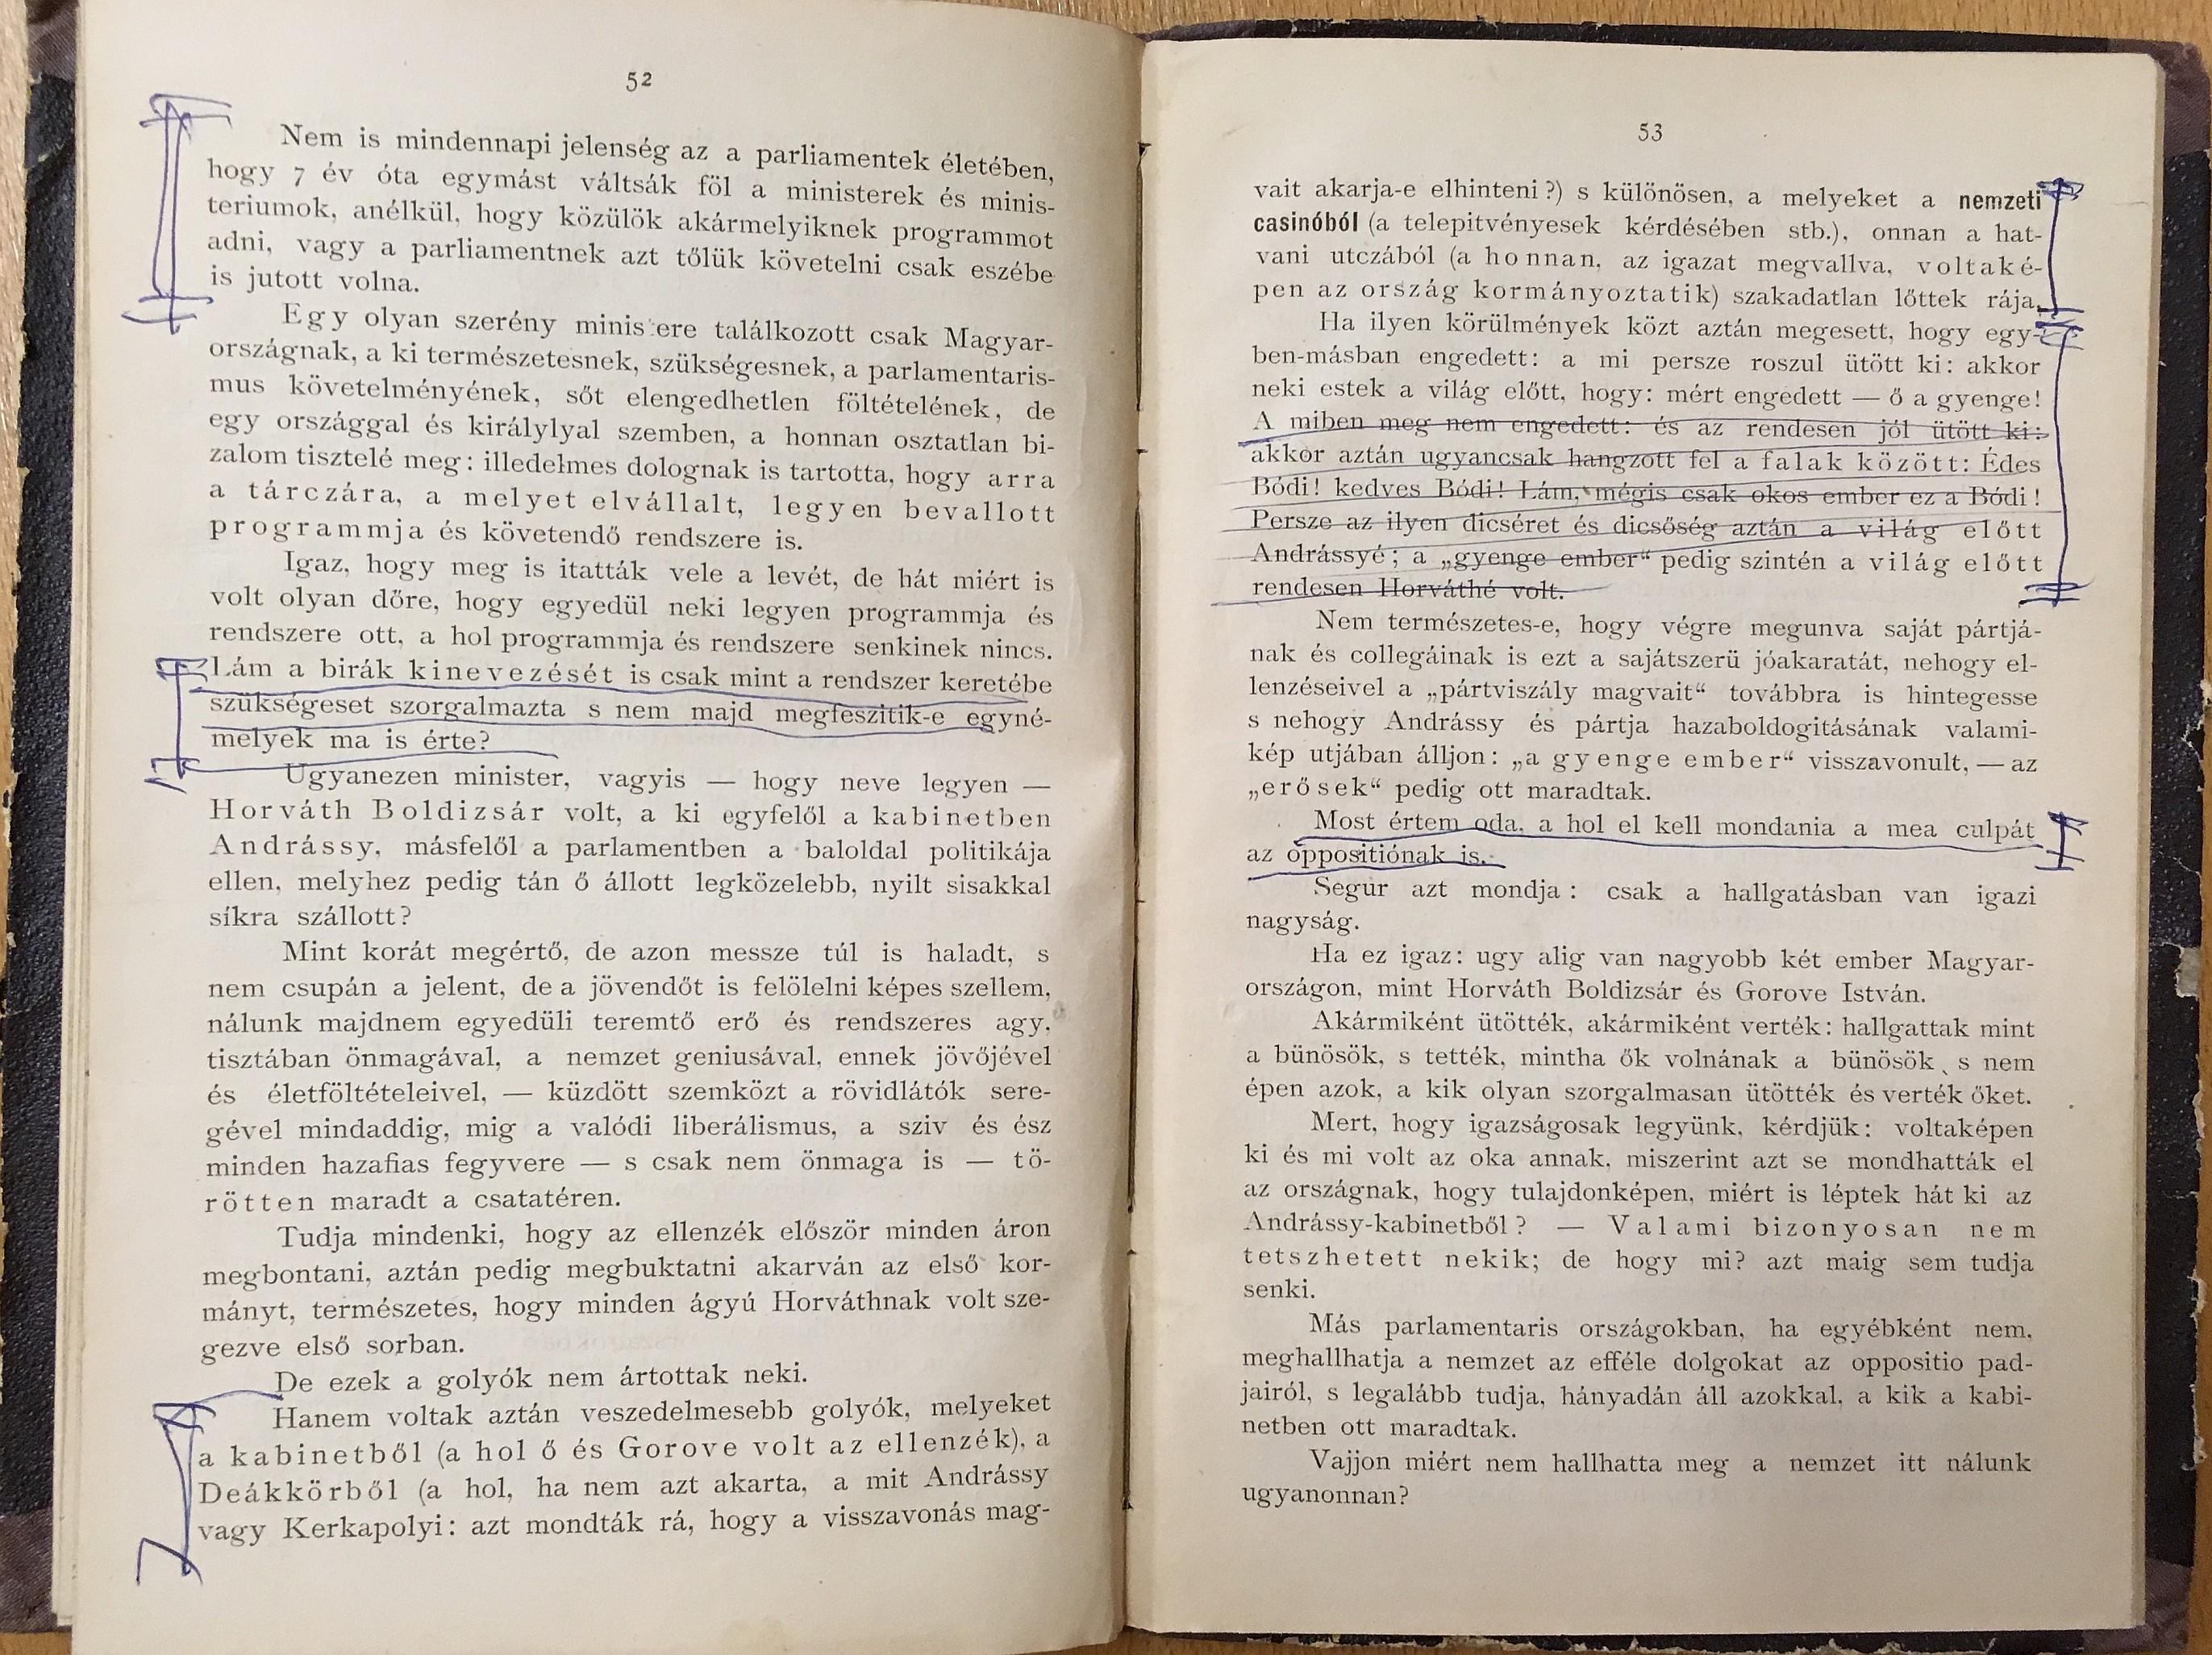 52
Nem is mindennapi jelenség az a parliamentek életében,
hogy 7 év óta egymást váltsák föl a ministerek és minis-
teriumok, anélkül, hogy közülök akármelyiknek programmot
adni, vagy a parliamentnek azt tőlük követelni csak eszébe
is jutott volna.
Egy olyan szerény ministere találkozott csak Magyar-
országnak, a ki természetesnek, szükségesnek, a parlamentaris-
mus követelményének, sőt elengedhetlen föltételének, de
egy országgal és királylyal szemben, a honnan osztatlan bi-
zalom tisztelé meg: illedelmes dolognak is tartotta, hogy arra
a tárczára, a melyet elvállalt, legyen bevallott
programmja és követendő rendszere is.
Igaz, hogy meg is itatták vele a levét, de hát miért is
volt olyan dőre, hogy egyedül neki legyen programmja és
rendszere ott, a hol programmja és rendszere senkinek nincs.
Lám a birák kinevezését is csak mint a rendszer keretébe
szükségeset szorgalmazta s nem majd megfeszitik-e egyné-
melyek ma is érte?
Ugyanezen minister, vagyis — hogy neve legyen —
Horváth Boldizsár volt, a ki egyfelől a kabinetben
Andrássy, másfelől a parlamentben a baloldal politikája
ellen, melyhez pedig tán ő állott legközelebb, nyilt sisakkal
síkra szállott?
Mint korát megértő, de azon messze túl is haladt, s
nem csupán a jelent, de a jövendőt is felölelni képes szellem,
nálunk majdnem egyedüli teremtő erő és rendszeres agy,
tisztában önmagával, a nemzet geniusával, ennek jövőjével
és életföltételeivel, — küzdött szemközt a rövidlátók sere-
gével mindaddig, mig a valódi liberálismus, a sziv és ész
minden hazafias fegyvere — s csak nem önmaga is — tö-
rötten maradt a csatatéren.
Tudja mindenki, hogy az ellenzék először minden áron
megbontani, aztán pedig megbuktatni akarván az első kor-
mányt, természetes, hogy minden ágyú Horváthnak volt sze-
gezve első sorban.
De ezek a golyók nem ártottak neki.
Hanem voltak aztán veszedelmesebb golyók, melyeket
a kabinetből (a hol ő és Gorove volt az ellenzék), a
Deákkörből (a hol, ha nem azt akarta, a mit Andrássy
vagy Kerkapolyi: azt mondták rá, hogy a visszavonás mag-
53
vait akarja-e elhinteni?) s különösen, a melyeket a nemzeti
casinóból (a telepitvényesek kérdésében stb.), onnan a hat-
vani utczából (a honnan, az igazat megvallva, voltaké-
pen az ország kormányoztatik) szakadatlan lőttek rája.
Ha ilyen körülmények közt aztán megesett, hogy egy-
ben-másban engedett: a mi persze roszul ütött ki: akkor
neki estek a világ előtt, hogy: mért engedett — ő a gyenge!
A miben meg nem engedett: és az rendesen jól ütött ki:
akkor aztán ugyancsak hangzott fel a falak között: Édes
Bódi! kedves Bódi! Lám, mégis csak okos ember ez a Bódi!
Persze az ilyen dicséret és dicsőség aztán a világ előtt
Andrássyé; a „gyenge ember“ pedig szintén a világ előtt
rendesen Horváthé volt.
Nem természetes-e, hogy végre megunva saját pártjá-
nak és collegáinak is ezt a sajátszerü jóakaratát, nehogy el-
lenzéseivel a „pártviszály magvait“ továbbra is hintegesse
s nehogy Andrássy és pártja hazaboldogitásának valami-
kép utjában álljon: „a gyenge ember“ visszavonult, — az
„erősek“ pedig ott maradtak.
Most értem oda, a hol el kell mondania a mea culpát
az oppositiónak is.
Segur azt mondja: csak a hallgatásban van igazi
nagyság.
Ha ez igaz: ugy alig van nagyobb két ember Magyar-
országon, mint Horváth Boldizsár és Gorove István.
Akármiként ütötték, akármiként verték: hallgattak mint
a bünösök, s tették, mintha ők volnának a bünösök, s nem
épen azok, a kik olyan szorgalmasan ütötték és verték őket.
Mert, hogy igazságosak legyünk, kérdjük: voltaképen
ki és mi volt az oka annak, miszerint azt se mondhatták el
az országnak, hogy tulajdonképen, miért is léptek hát ki az
Andrássy-kabinetből? — Valami bizonyosan nem
tetszhetett nekik; de hogy mi? azt maig sem tudja
senki.
Más parlamentaris országokban, ha egyébként nem,
meghallhatja a nemzet az efféle dolgokat az oppositio pad-
jairól, s legalább tudja, hányadán áll azokkal, a kik a kabi-
netben ott maradtak.
Vajjon miért nem hallhatta meg a nemzet itt nálunk
ugyanonnan?